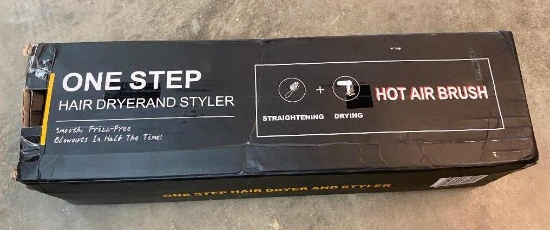 ONE STEP
HAIR DRYERAND STYLER
Smooth, Frizz-Free
Blowouts In Half The Time!
+
STRAIGHTENING DRYING
HOT AIR BRUSH
ONE STEP HAIR DRYER AND STYLER